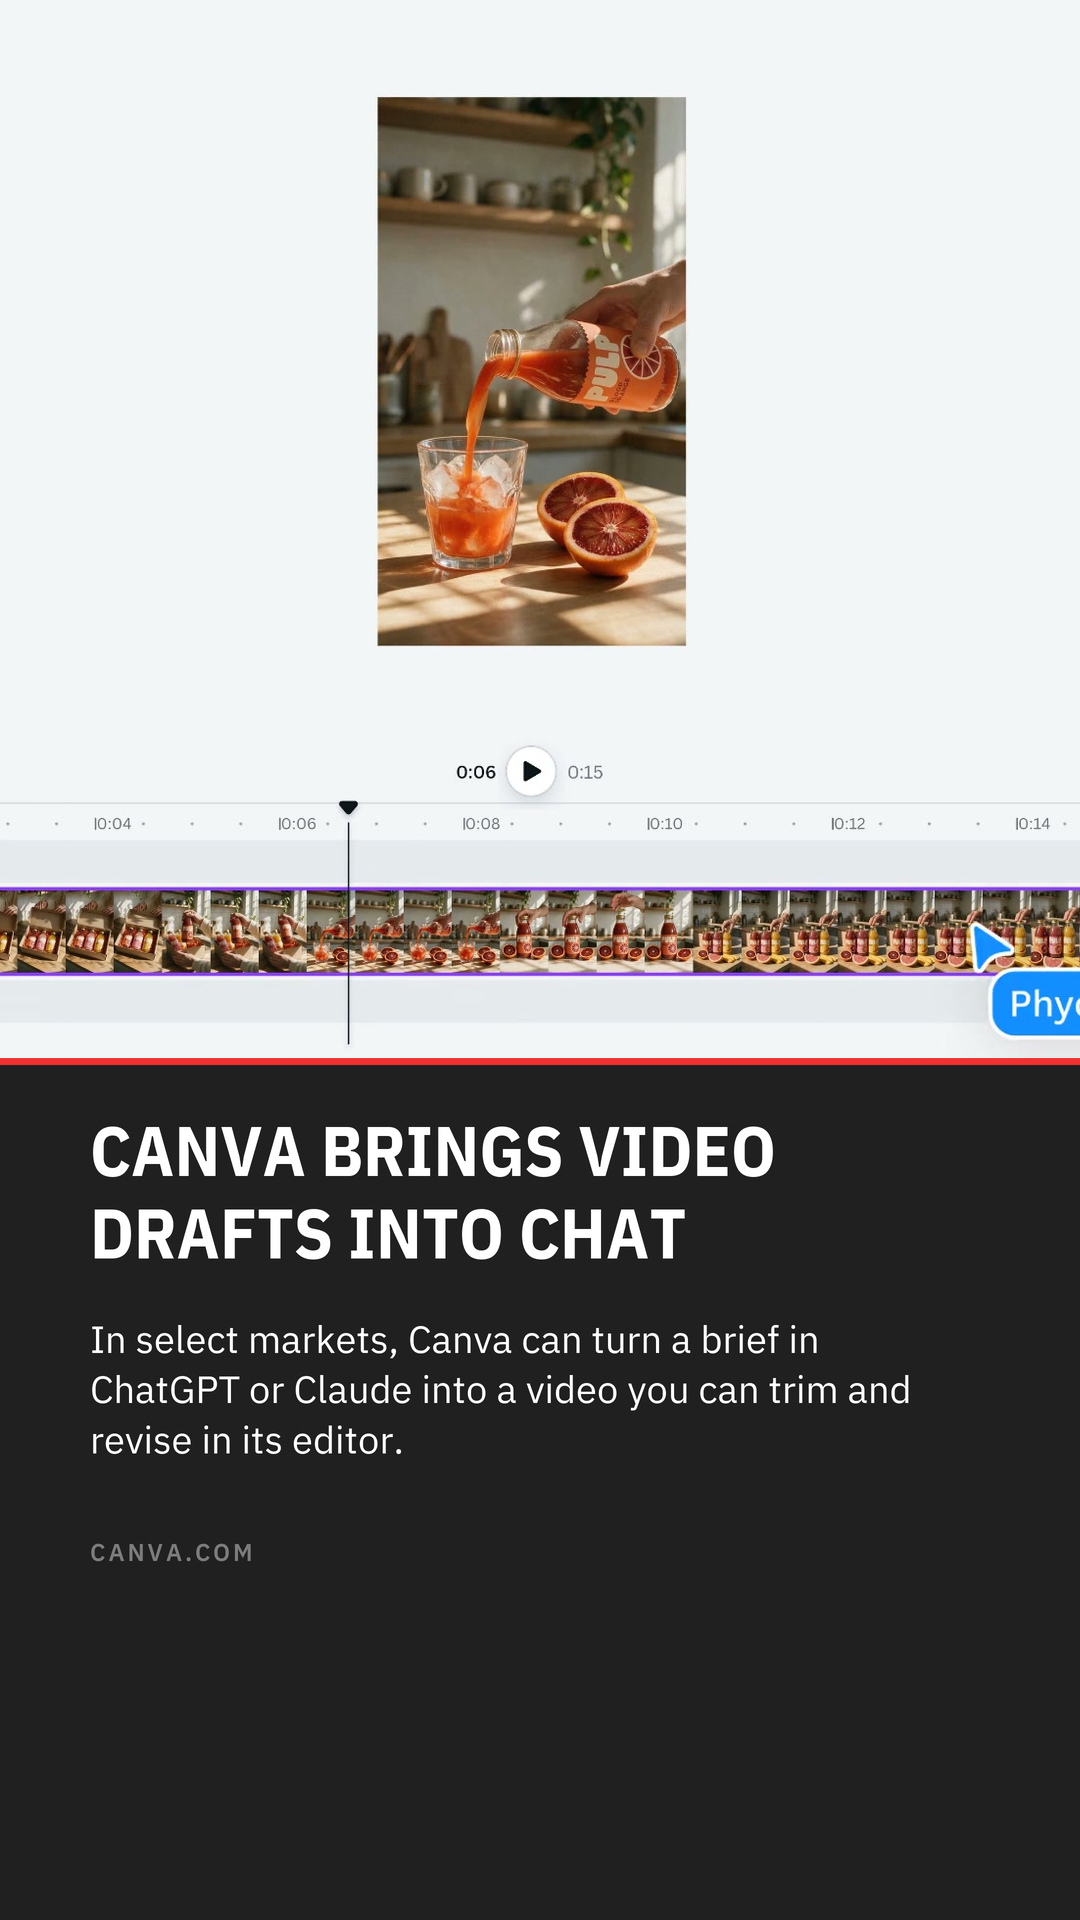 PULP
0:06
0:15
0:04
0:06
0:08
0:10
0:12
0:14
CANVA BRINGS VIDEO
DRAFTS INTO CHAT
In select markets, Canva can turn a brief in
ChatGPT or Claude into a video you can trim and
revise in its editor.
CANVA.COM